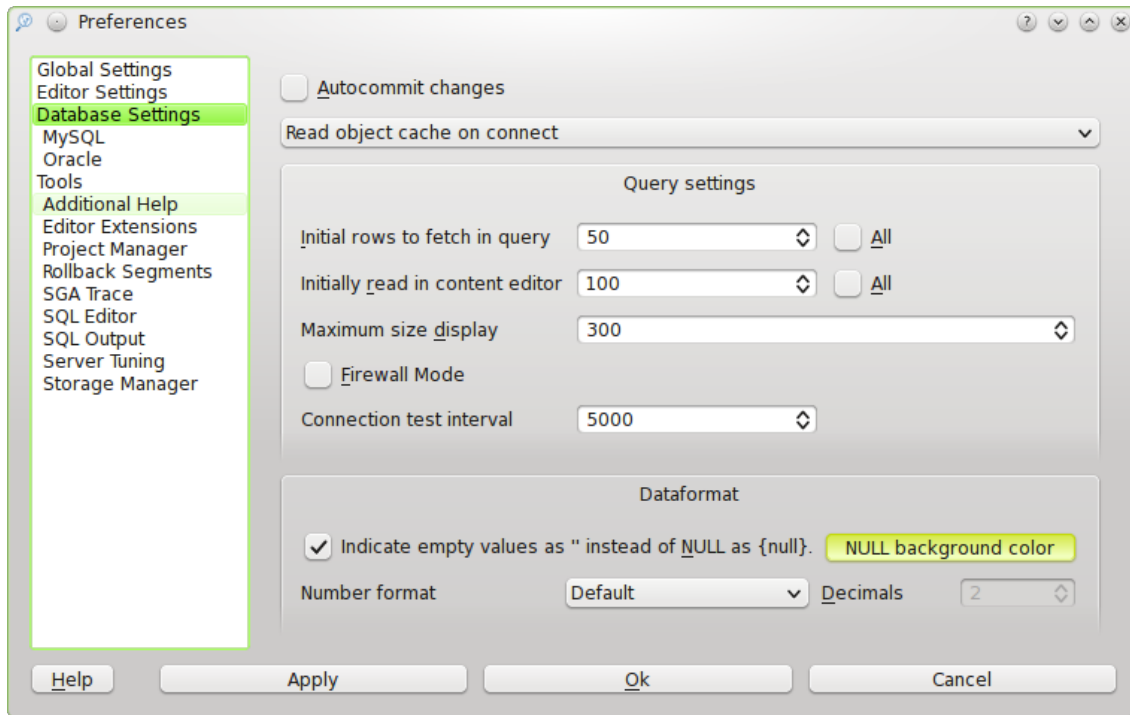 Preferences
Global Settings
Editor Settings
Database Settings
MySQL
Oracle
Tools
Additional Help
Editor Extensions
Project Manager
Rollback Segments
SGA Trace
SQL Editor
SQL Output
Server Tuning
Storage Manager
Autocommit changes
Read object cache on connect
Query settings
Initial rows to fetch in query 50 All
Initially read in content editor 100 All
Maximum size display 300
Firewall Mode
Connection test interval 5000
Dataformat
Indicate empty values as '' instead of NULL as {null}. NULL background color
Number format Default Decimals 2
Help Apply Ok Cancel